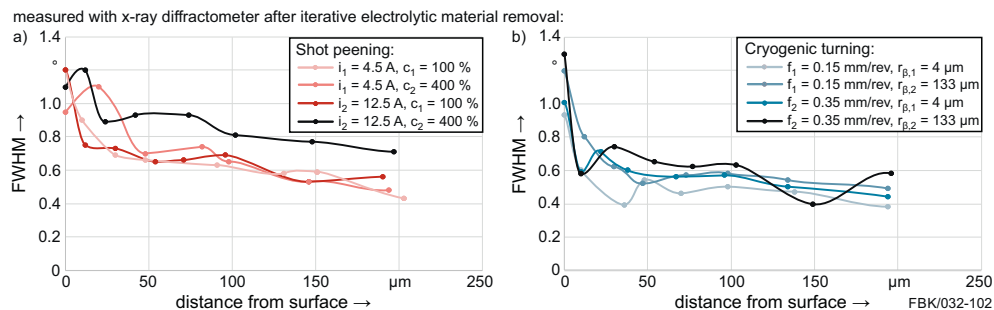 measured with x-ray diffractometer after iterative electrolytic material removal:
a)
1.4
°
1.0
0.8
0.6
0.4
0.2
0
FWHM →
0
50
100
150
µm
250
distance from surface →
Shot peening:
i₁ = 4.5 A, c₁ = 100 %
i₁ = 4.5 A, c₂ = 400 %
i₂ = 12.5 A, c₁ = 100 %
i₂ = 12.5 A, c₂ = 400 %
b)
1.4
°
1.0
0.8
0.6
0.4
0.2
0
FWHM →
0
50
100
150
µm
250
distance from surface →
Cryogenic turning:
f₁ = 0.15 mm/rev, rᵦ,₁ = 4 µm
f₁ = 0.15 mm/rev, rᵦ,₂ = 133 µm
f₂ = 0.35 mm/rev, rᵦ,₁ = 4 µm
f₂ = 0.35 mm/rev, rᵦ,₂ = 133 µm
FBK/032-102